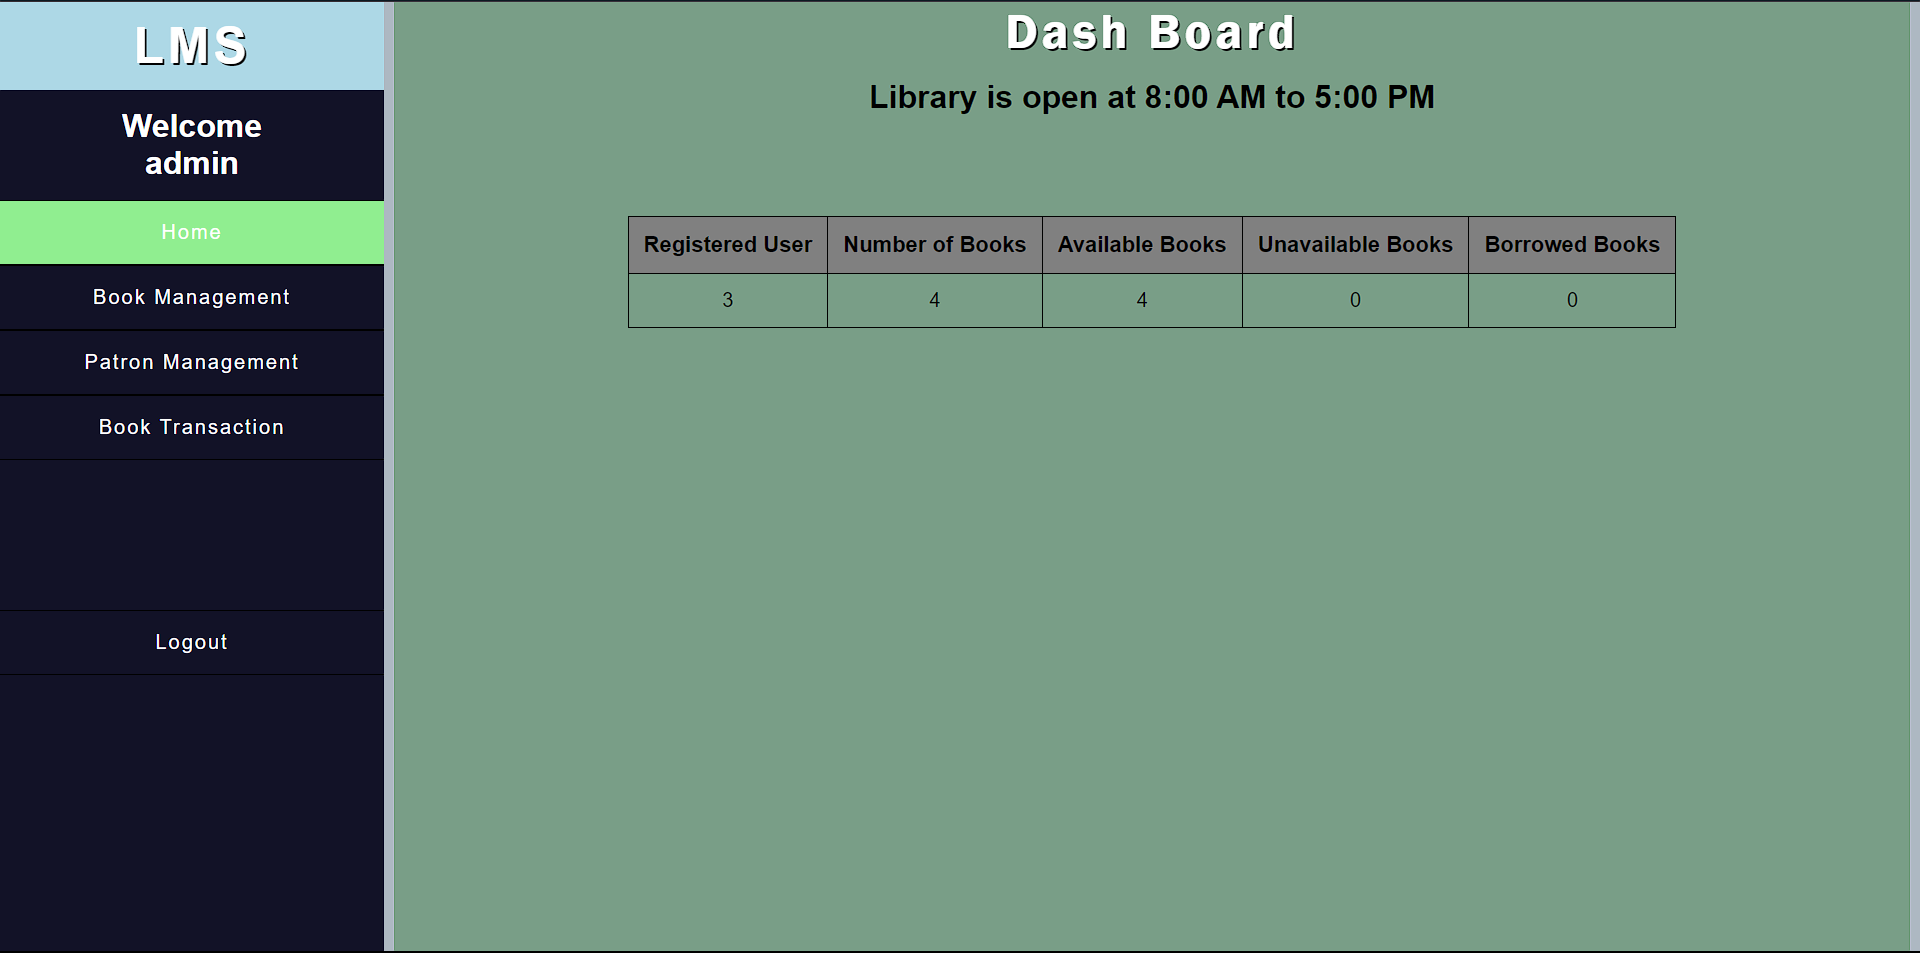 LMS
Welcome
admin
Home
Book Management
Patron Management
Book Transaction
Logout
Dash Board
Library is open at 8:00 AM to 5:00 PM
Registered User Number of Books Available Books Unavailable Books Borrowed Books
3 4 4 0 0